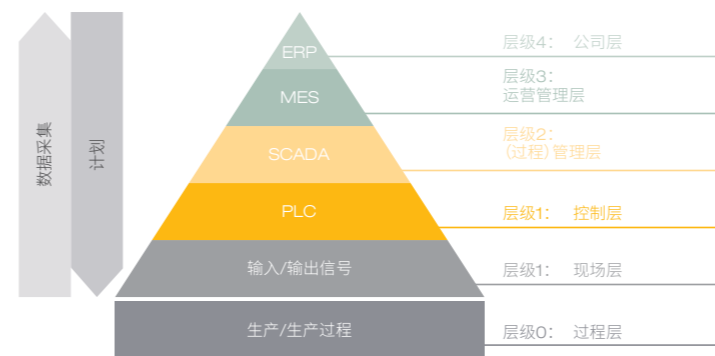 数据采集
计划
ERP
层级4： 公司层
MES
层级3：
运营管理层
SCADA
层级2：
(过程)管理层
PLC
层级1： 控制层
输入/输出信号
层级1： 现场层
生产/生产过程
层级0： 过程层